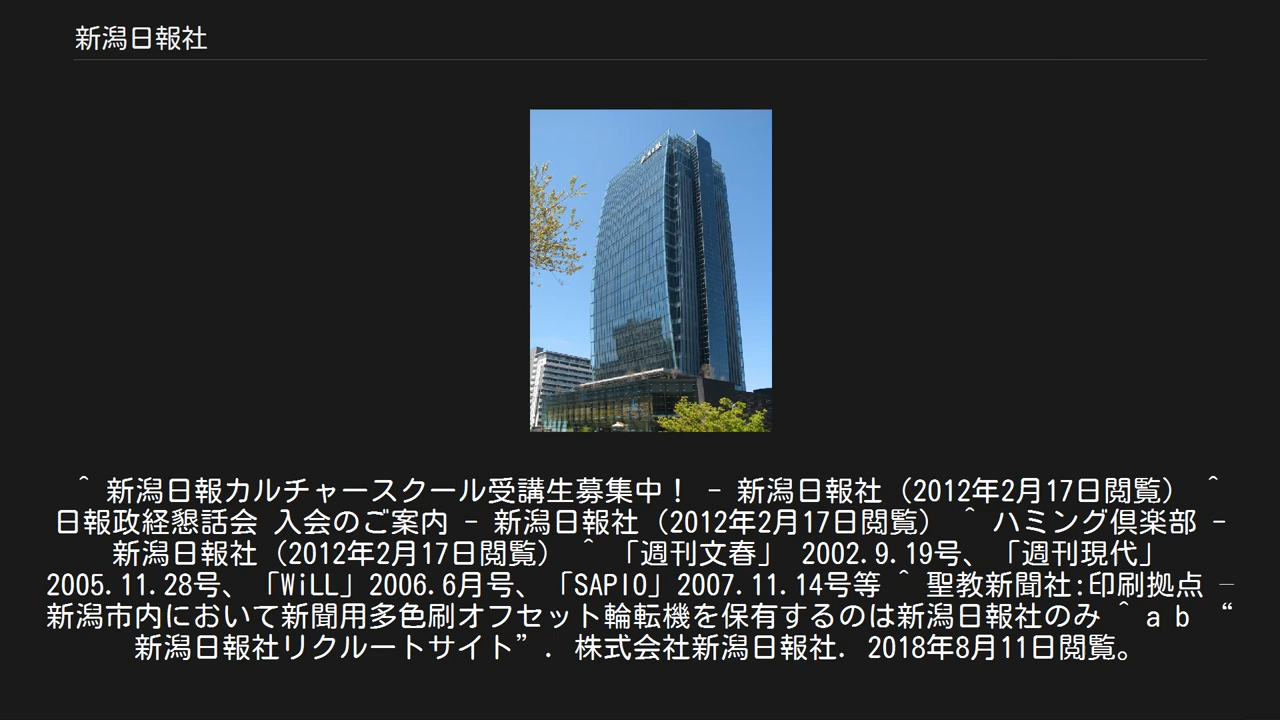 新潟日報社
^ 新潟日報カルチャースクール受講生募集中！ - 新潟日報社（2012年2月17日閲覧） ^
日報政経懇話会 入会のご案内 - 新潟日報社（2012年2月17日閲覧） ^ ハミング倶楽部 -
新潟日報社（2012年2月17日閲覧） ^ 「週刊文春」 2002.9.19号、「週刊現代」
2005.11.28号、「WiLL」2006.6月号、「SAPIO」2007.11.14号等 ^ 聖教新聞社:印刷拠点 –
新潟市内において新聞用多色刷オフセット輪転機を保有するのは新潟日報社のみ ^ a b “
新潟日報社リクルートサイト”. 株式会社新潟日報社. 2018年8月11日閲覧。